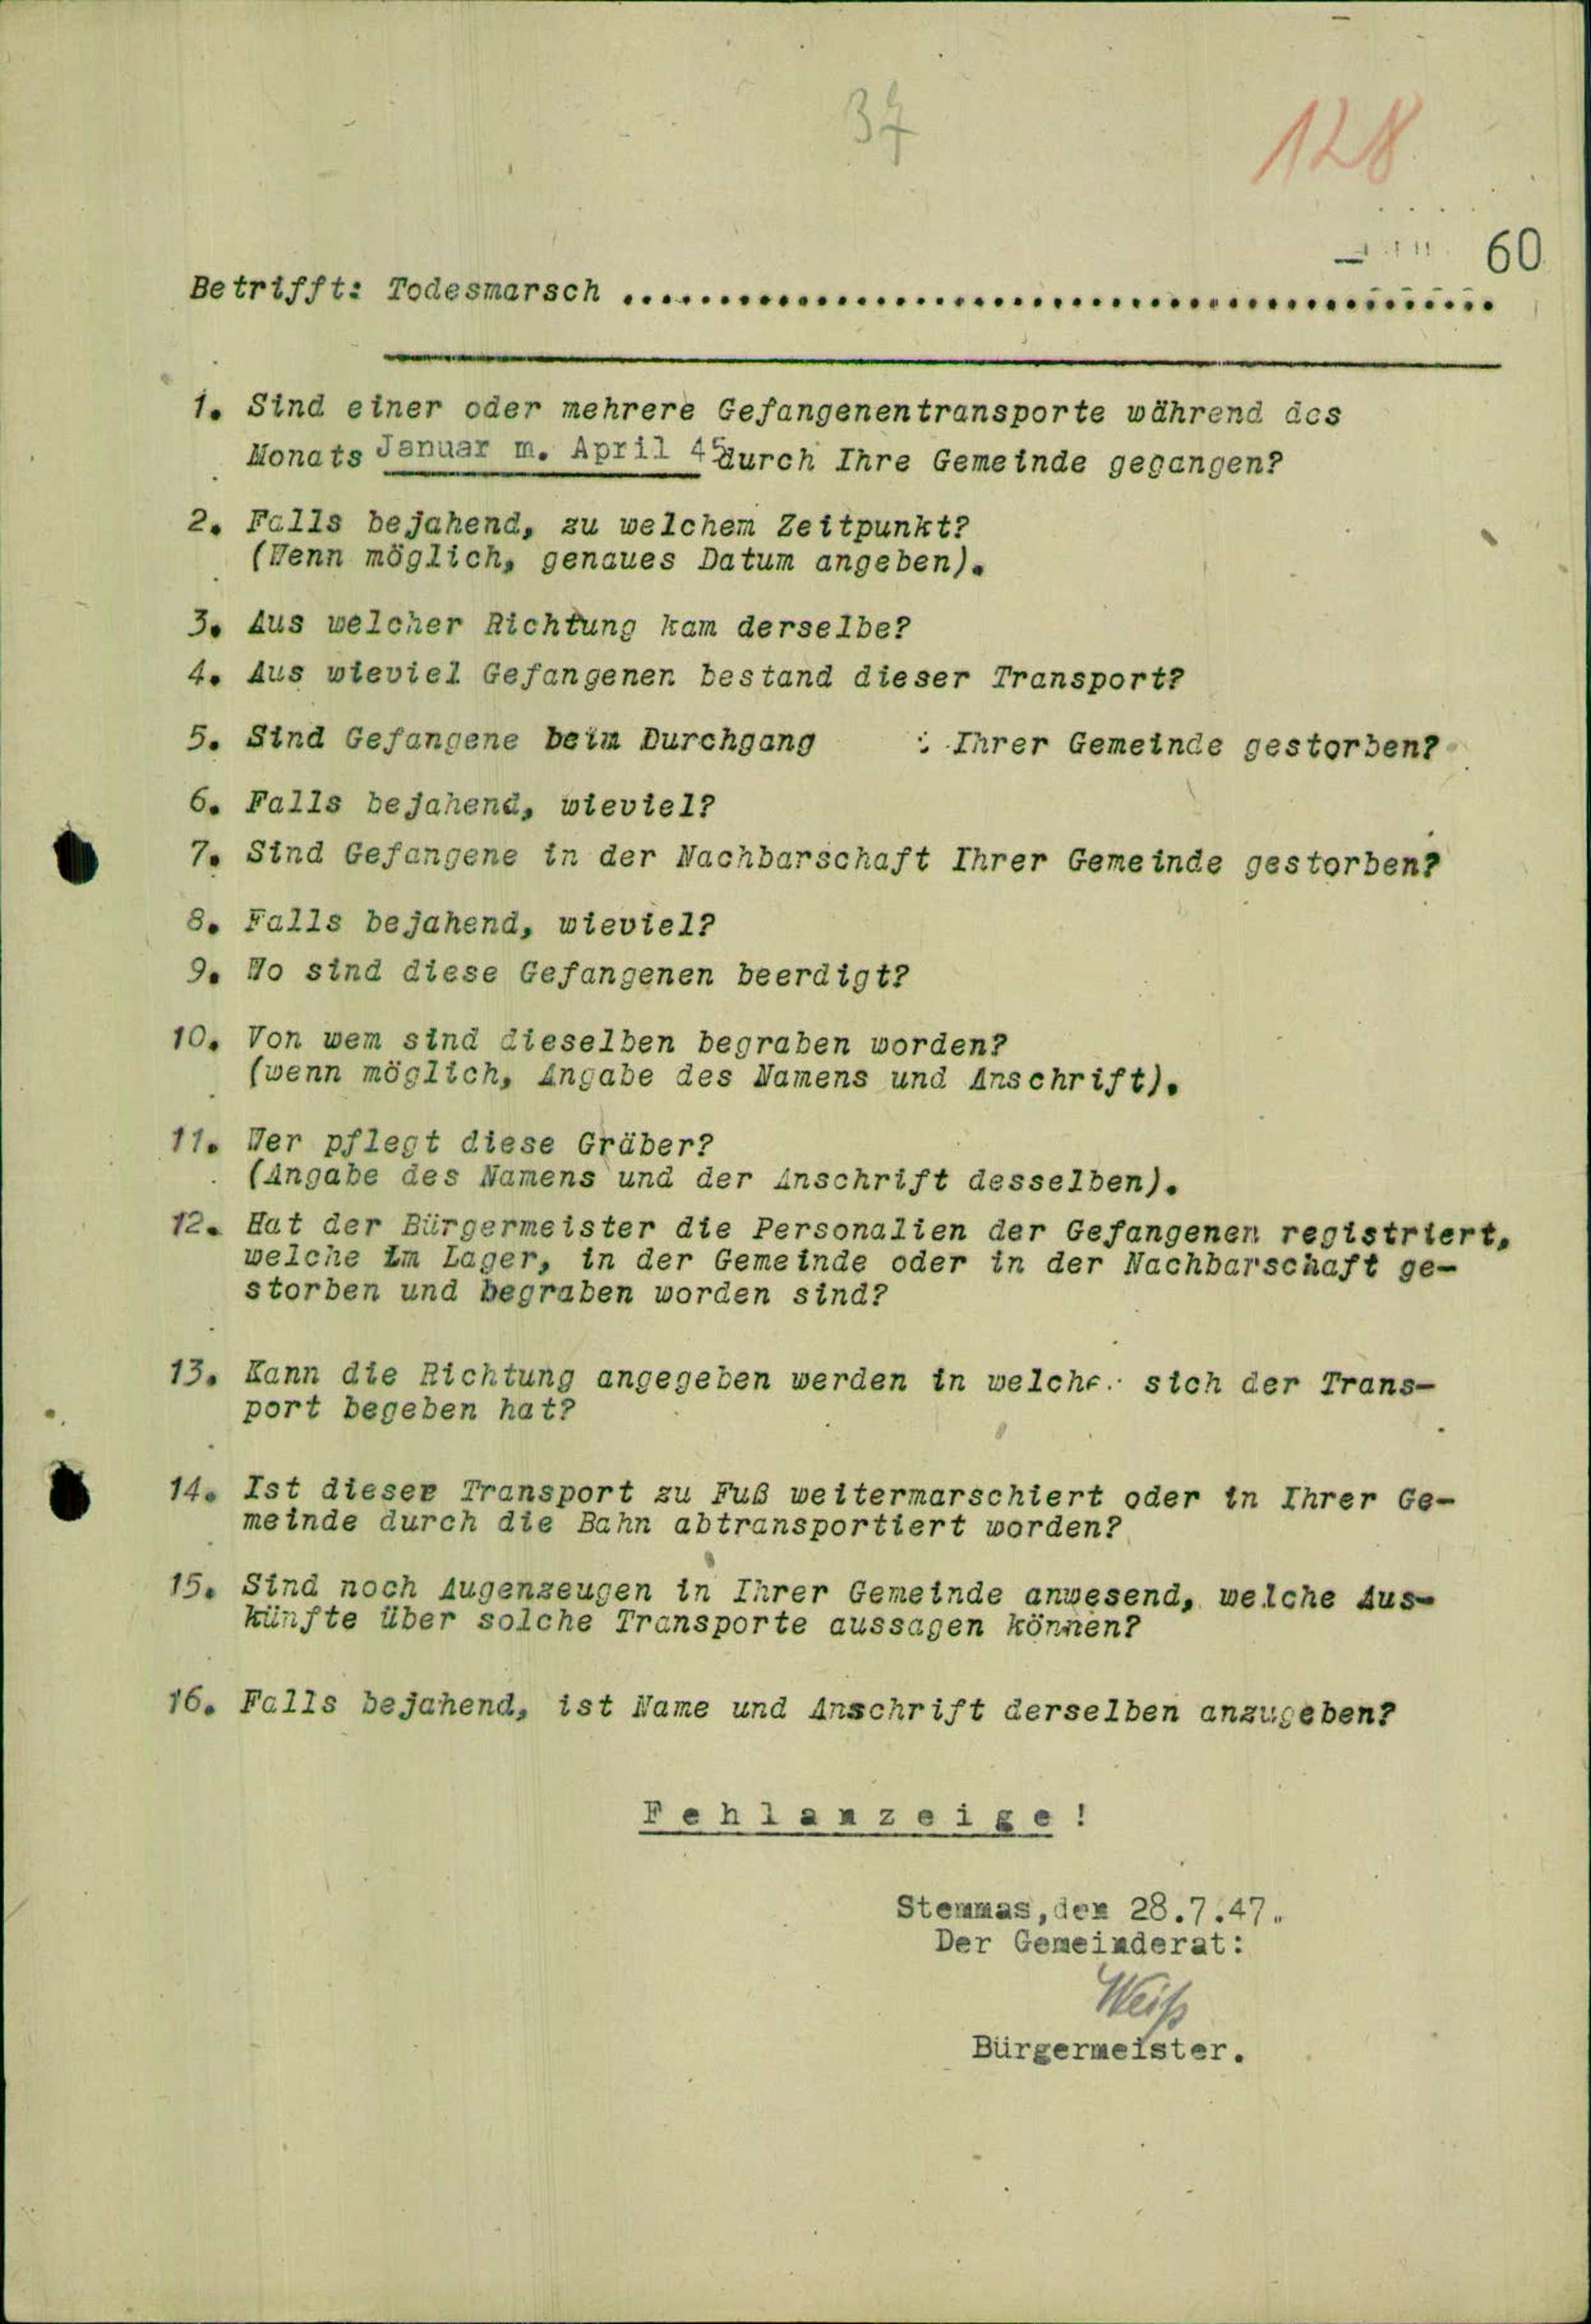 37
128
60
Betrifft: Todesmarsch .............................................
1. Sind einer oder mehrere Gefangenentransporte während des
Monats Januar m. April 45 durch Ihre Gemeinde gegangen?
2. Falls bejahend, zu welchem Zeitpunkt?
(Wenn möglich, genaues Datum angeben).
3. Aus welcher Richtung kam derselbe?
4. Aus wieviel Gefangenen bestand dieser Transport?
5. Sind Gefangene beim Durchgang Ihrer Gemeinde gestorben?
6. Falls bejahend, wieviel?
7. Sind Gefangene in der Nachbarschaft Ihrer Gemeinde gestorben?
8. Falls bejahend, wieviel?
9. Wo sind diese Gefangenen beerdigt?
10. Von wem sind dieselben begraben worden?
(wenn möglich, Angabe des Namens und Anschrift).
11. Wer pflegt diese Gräber?
(Angabe des Namens und der Anschrift desselben).
12. Hat der Bürgermeister die Personalien der Gefangenen registriert,
welche im Lager, in der Gemeinde oder in der Nachbarschaft ge-
storben und begraben worden sind?
13. Kann die Richtung angegeben werden in welche sich der Trans-
port begeben hat?
14. Ist dieser Transport zu Fuß weitermarschiert oder in Ihrer Ge-
meinde durch die Bahn abtransportiert worden?
15. Sind noch Augenzeugen in Ihrer Gemeinde anwesend, welche Aus-
künfte über solche Transporte aussagen können?
16. Falls bejahend, ist Name und Anschrift derselben anzugeben?
F e h l a n z e i g e !
Stemmas,den 28.7.47.
Der Gemeinderat:
Weiß
Bürgermeister.